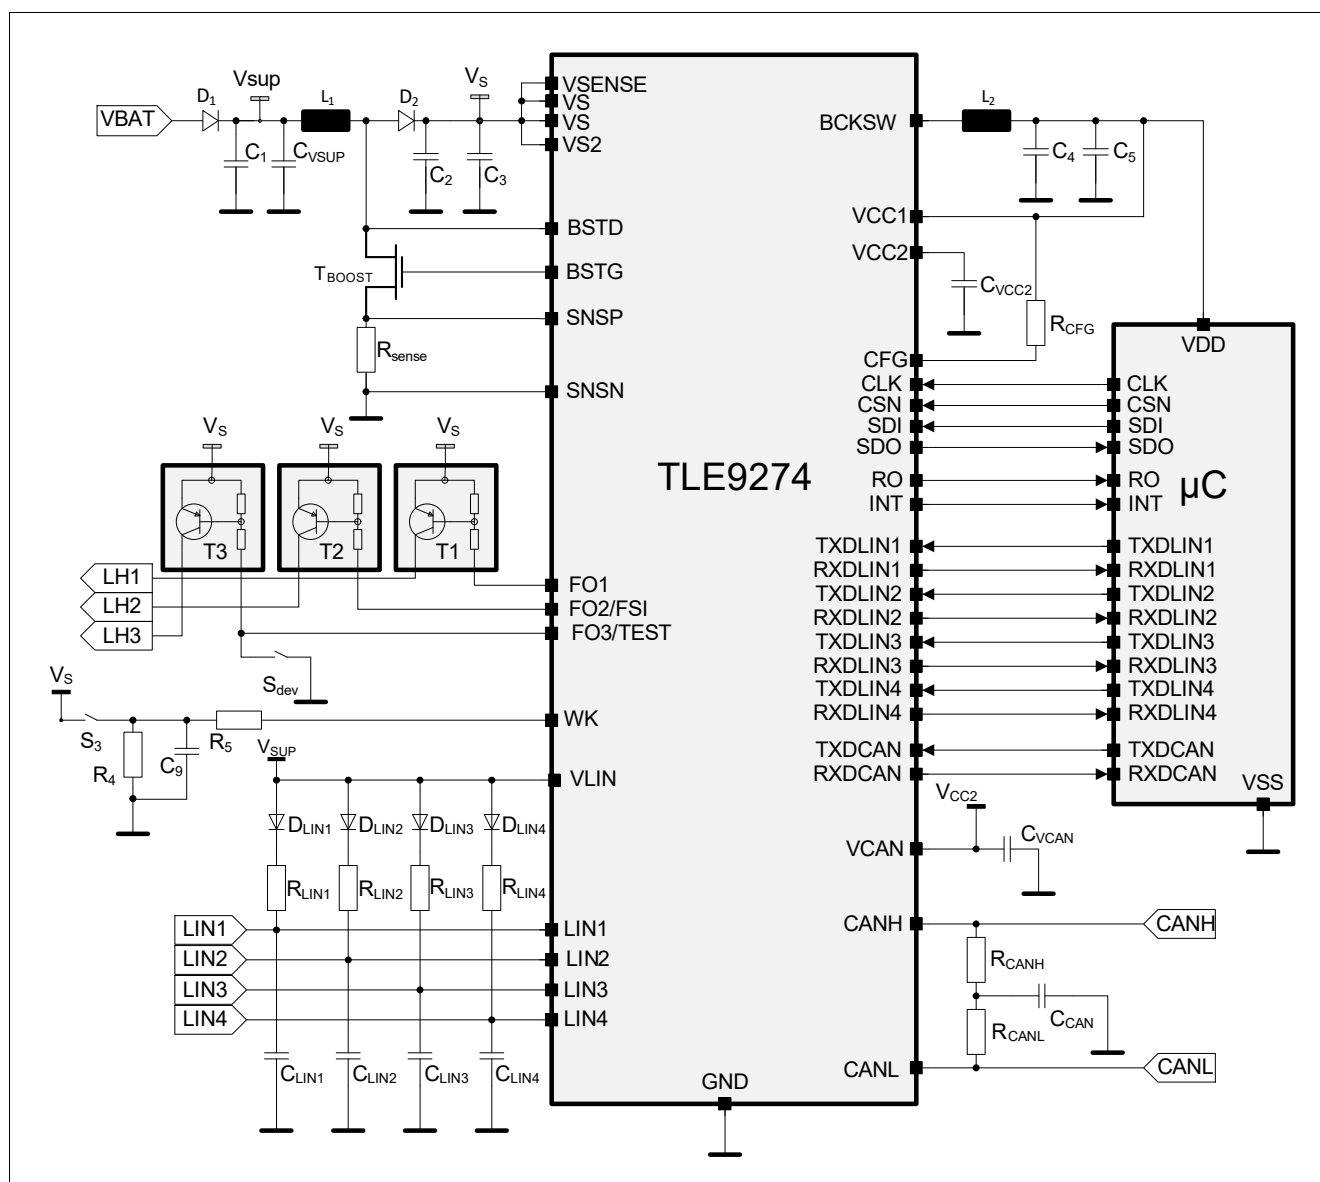 Vsup
VS
D1
L1
D2
VBAT
C1
CVSUP
C2
C3
VSENSE
VS
VS
VS2
BSTD
BSTG
TBOOST
SNSP
Rsense
SNSN
VS
VS
VS
T3
T2
T1
LH1
LH2
LH3
FO1
FO2/FSI
FO3/TEST
Sdev
VS
S3
R4
C9
R5
WK
VSUP
VLIN
DLIN1
DLIN2
DLIN3
DLIN4
RLIN1
RLIN2
RLIN3
RLIN4
LIN1
LIN2
LIN3
LIN4
LIN1
LIN2
LIN3
LIN4
CLIN1
CLIN2
CLIN3
CLIN4
TLE9274
GND
BCKSW
L2
C4
C5
VCC1
VCC2
CVCC2
RCFG
CFG
CLK
CSN
SDI
SDO
RO
INT
TXDLIN1
RXDLIN1
TXDLIN2
RXDLIN2
TXDLIN3
RXDLIN3
TXDLIN4
RXDLIN4
TXDCAN
RXDCAN
VDD
CLK
CSN
SDI
SDO
RO
INT
µC
TXDLIN1
RXDLIN1
TXDLIN2
RXDLIN2
TXDLIN3
RXDLIN3
TXDLIN4
RXDLIN4
TXDCAN
RXDCAN
VSS
VCC2
VCAN
CVCAN
CANH
CANH
RCANH
CCAN
RCANL
CANL
CANL